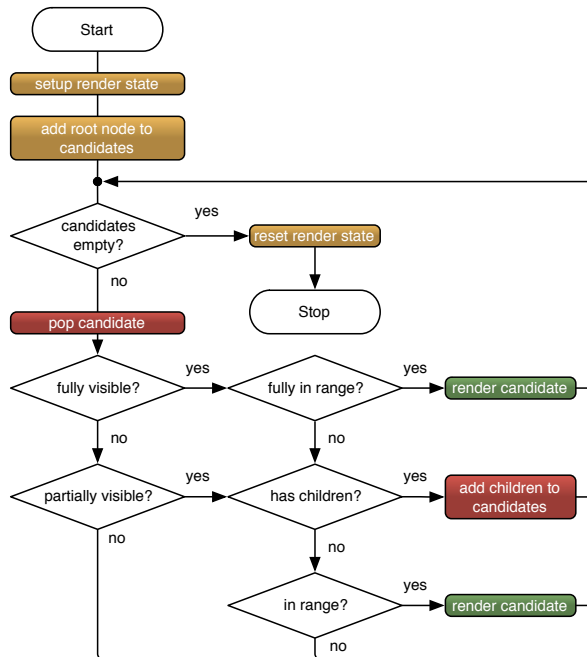 Start
setup render state
add root node to
candidates
candidates
empty?
yes
reset render state
no
Stop
pop candidate
fully visible?
yes
fully in range?
yes
render candidate
no
no
partially visible?
yes
has children?
yes
add children to
candidates
no
no
in range?
yes
render candidate
no